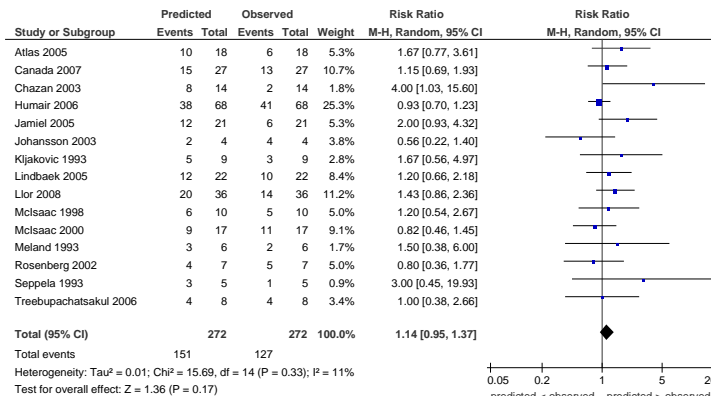 Predicted Observed Risk Ratio Risk Ratio
Study or Subgroup Events Total Events Total Weight M-H, Random, 95% CI M-H, Random, 95% CI
Atlas 2005 10 18 6 18 5.3% 1.67 [0.77, 3.61]
Canada 2007 15 27 13 27 10.7% 1.15 [0.69, 1.93]
Chazan 2003 8 14 2 14 1.8% 4.00 [1.03, 15.60]
Humair 2006 38 68 41 68 25.3% 0.93 [0.70, 1.23]
Jamiel 2005 12 21 6 21 5.3% 2.00 [0.93, 4.32]
Johansson 2003 2 4 4 4 3.8% 0.56 [0.22, 1.40]
Kljakovic 1993 5 9 3 9 2.8% 1.67 [0.56, 4.97]
Lindbaek 2005 12 22 10 22 7.1% 1.20 [0.66, 2.18]
Llor 2008 20 36 14 36 11.2% 1.43 [0.86, 2.36]
McIsaac 1998 6 10 5 10 5.0% 1.20 [0.54, 2.67]
McIsaac 2000 9 17 11 17 9.1% 0.82 [0.46, 1.45]
Meland 1993 3 6 2 6 1.8% 1.50 [0.38, 6.00]
Rosenberg 2002 4 7 5 7 5.0% 0.80 [0.36, 1.77]
Seppela 1993 3 5 1 5 0.9% 3.00 [0.45, 19.93]
Treebupachatsakul 2006 4 8 4 8 3.4% 1.00 [0.38, 2.66]
Total (95% CI) 272 272 100.0% 1.14 [0.95, 1.37]
Total events 151 127
Heterogeneity: Tau² = 0.01; Chi² = 15.69, df = 14 (P = 0.33); I² = 11%
Test for overall effect: Z = 1.36 (P = 0.17)
0.05 0.2 1 5 2
predicted < observed predicted > observed